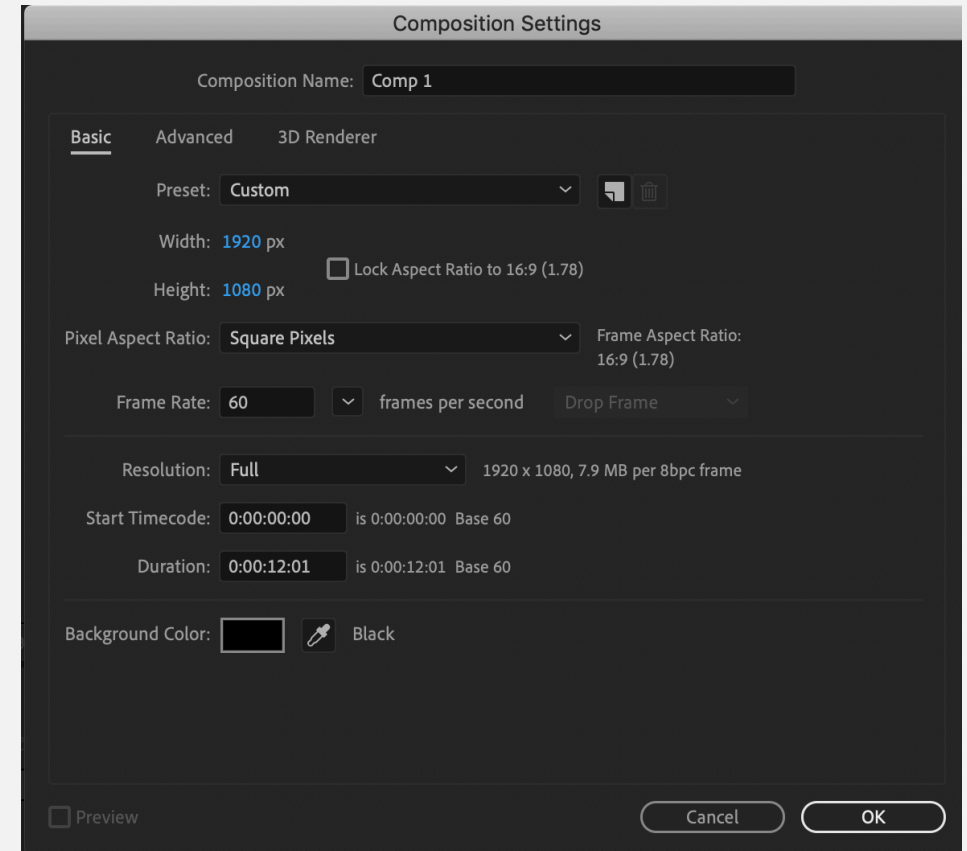 Composition Settings
Composition Name: Comp 1
Basic Advanced 3D Renderer
Preset: Custom
Width: 1920 px
Lock Aspect Ratio to 16:9 (1.78)
Height: 1080 px
Pixel Aspect Ratio: Square Pixels Frame Aspect Ratio:
16:9 (1.78)
Frame Rate: 60 frames per second Drop Frame
Resolution: Full 1920 x 1080, 7.9 MB per 8bpc frame
Start Timecode: 0:00:00:00 is 0:00:00:00 Base 60
Duration: 0:00:12:01 is 0:00:12:01 Base 60
Background Color: Black
Preview Cancel OK